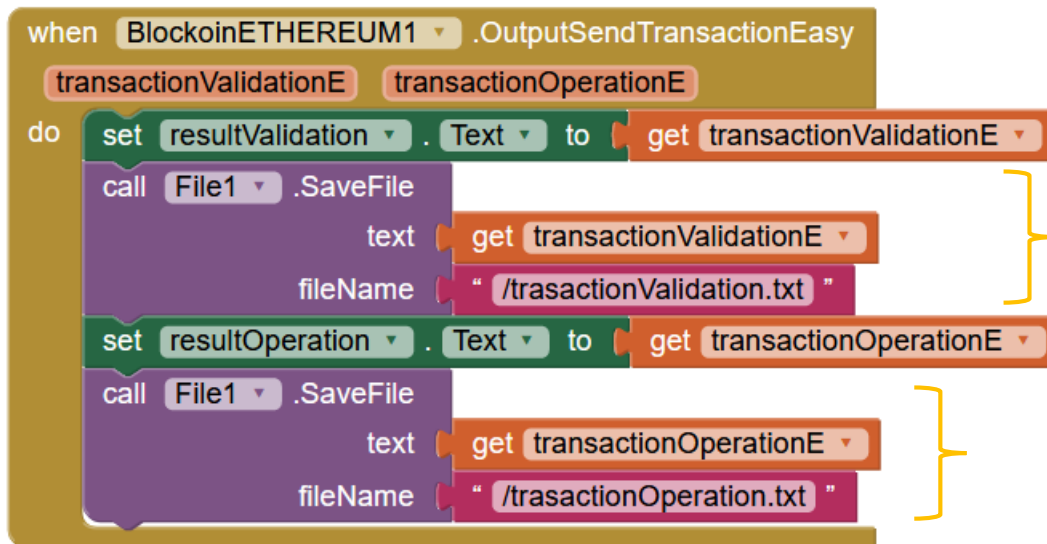 when BlockoinETHEREUM1 .OutputSendTransactionEasy
transactionValidationE transactionOperationE
do set resultValidation . Text to get transactionValidationE
call File1 .SaveFile
text get transactionValidationE
fileName " /trasactionValidation.txt "
set resultOperation . Text to get transactionOperationE
call File1 .SaveFile
text get transactionOperationE
fileName " /trasactionOperation.txt "